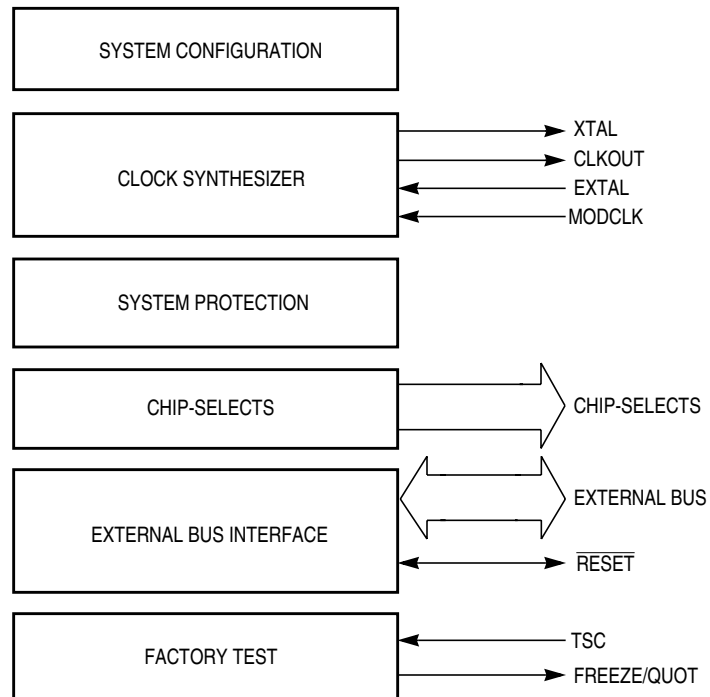 SYSTEM CONFIGURATION
CLOCK SYNTHESIZER
XTAL
CLKOUT
EXTAL
MODCLK
SYSTEM PROTECTION
CHIP-SELECTS
CHIP-SELECTS
EXTERNAL BUS INTERFACE
EXTERNAL BUS
RESET
FACTORY TEST
TSC
FREEZE/QUOT